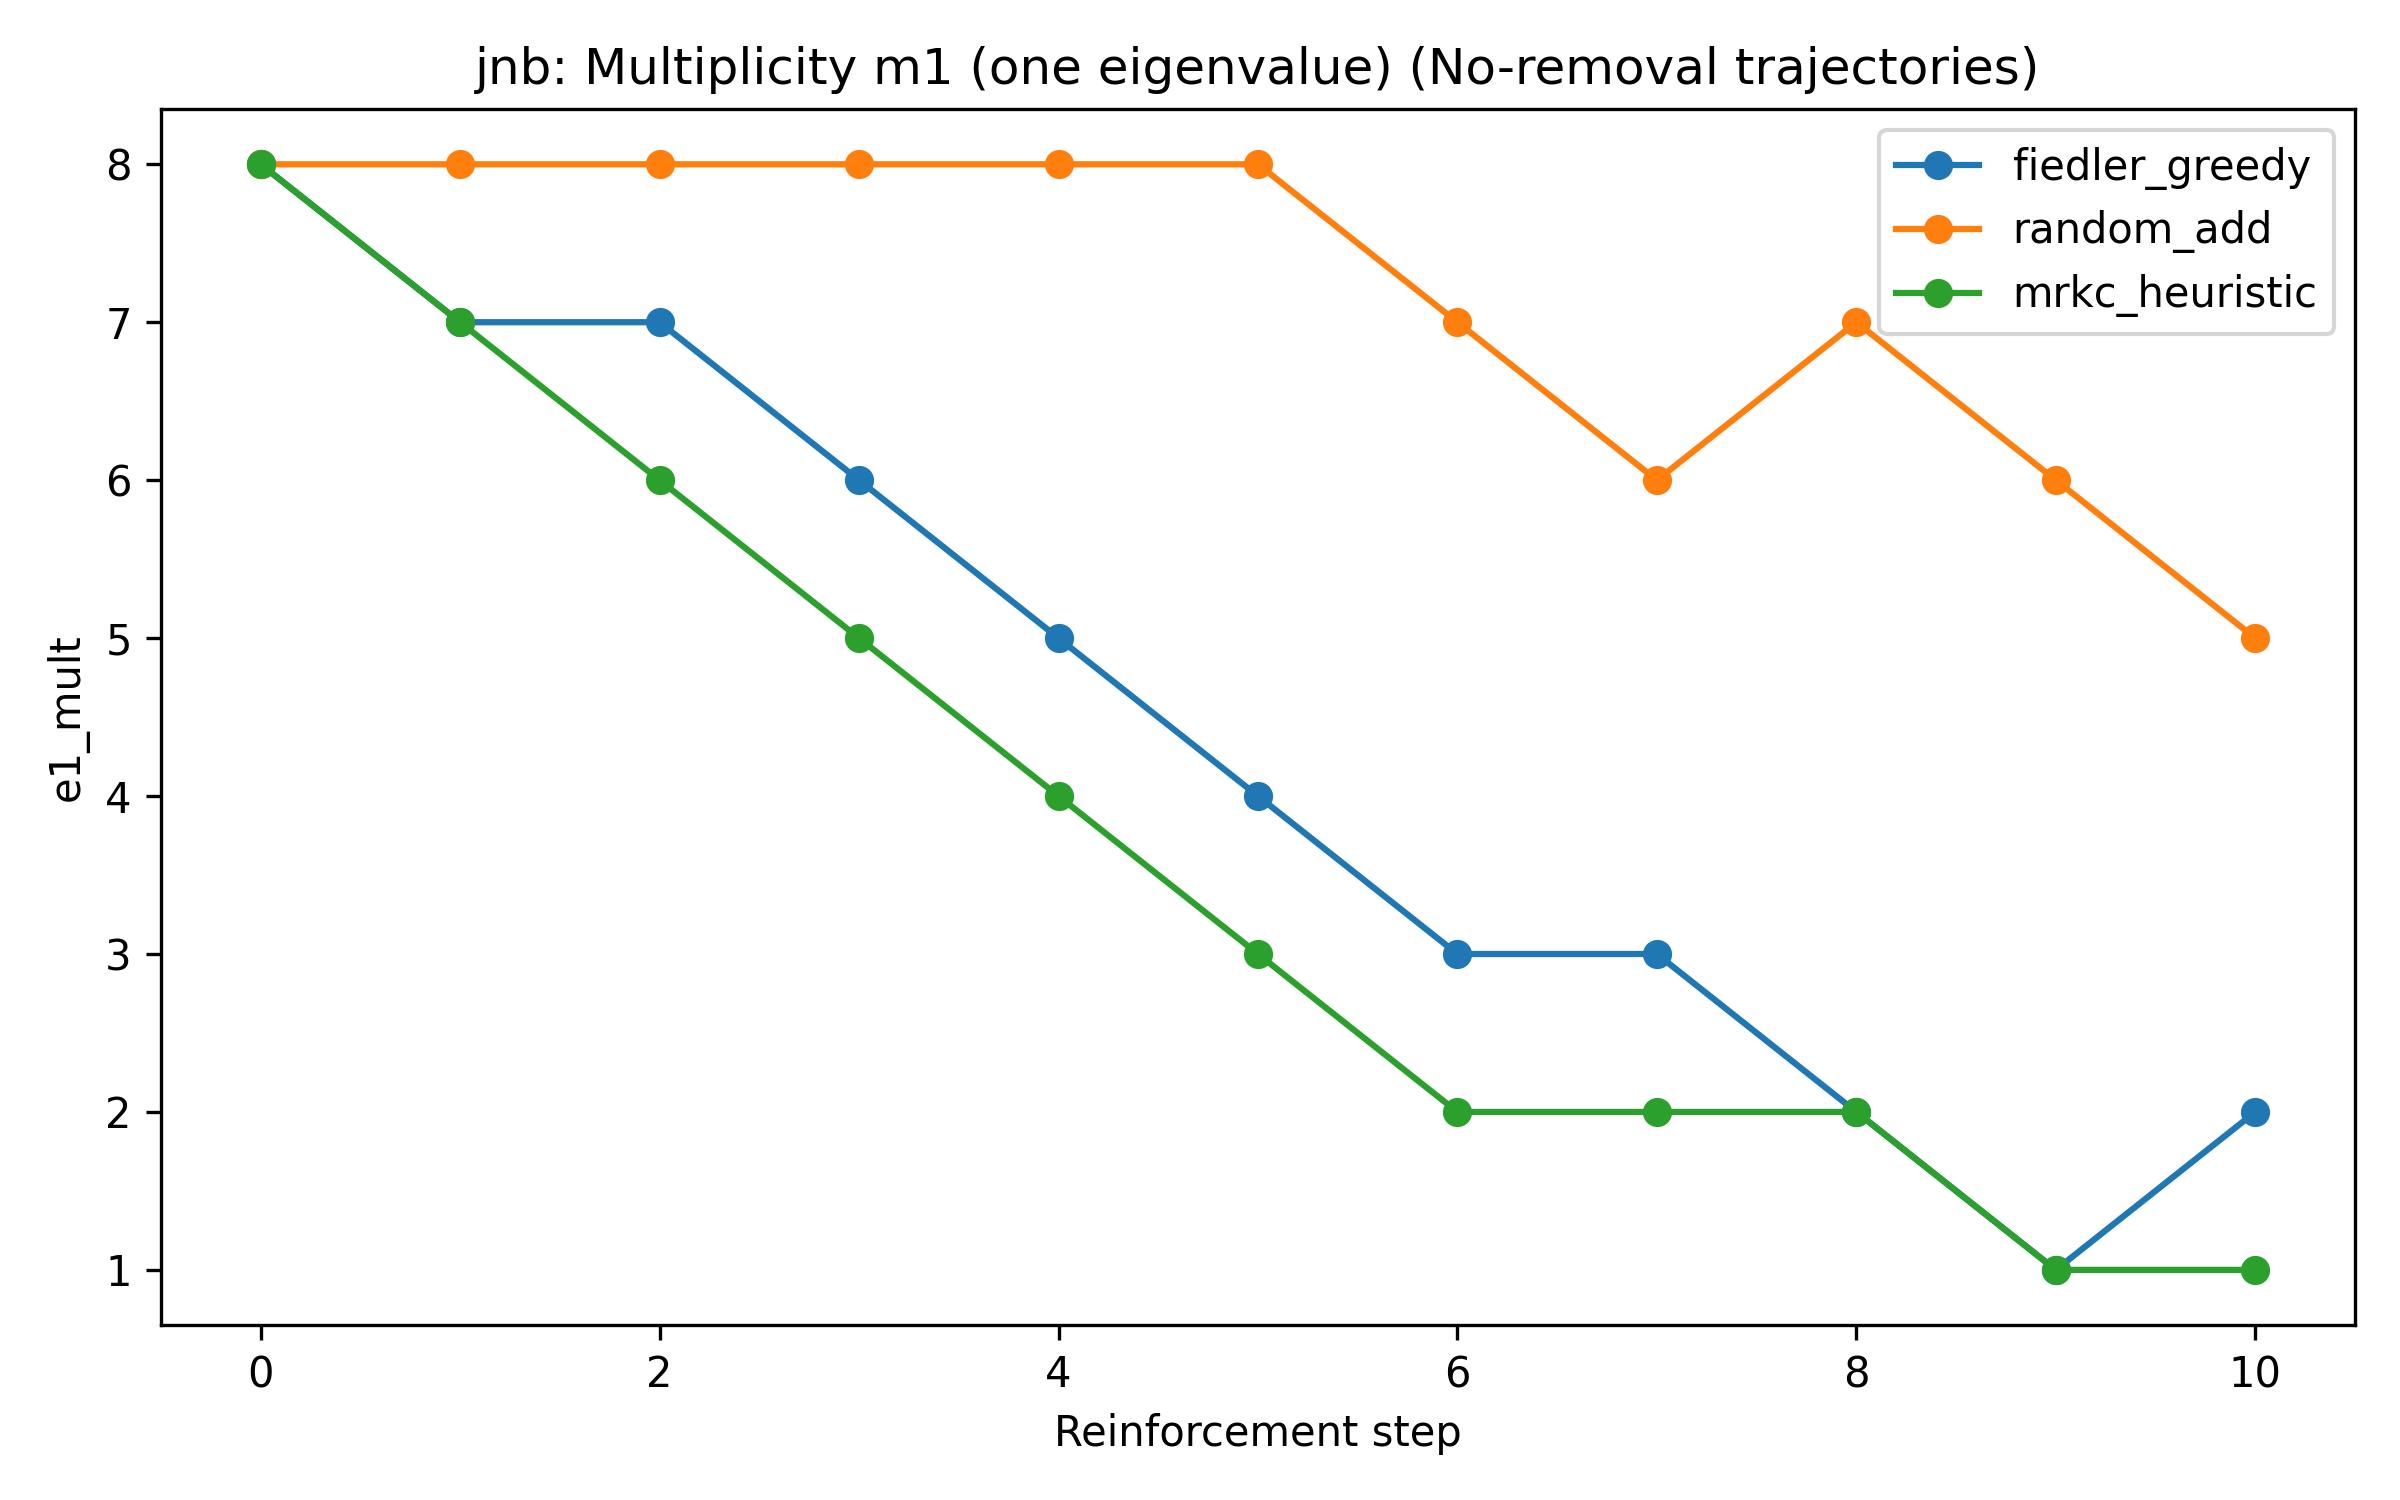 jnb: Multiplicity m1 (one eigenvalue) (No-removal trajectories)
fiedler_greedy
random_add
mrkc_heuristic
e1_mult
8
7
6
5
4
3
2
1
0 2 4 6 8 10
Reinforcement step